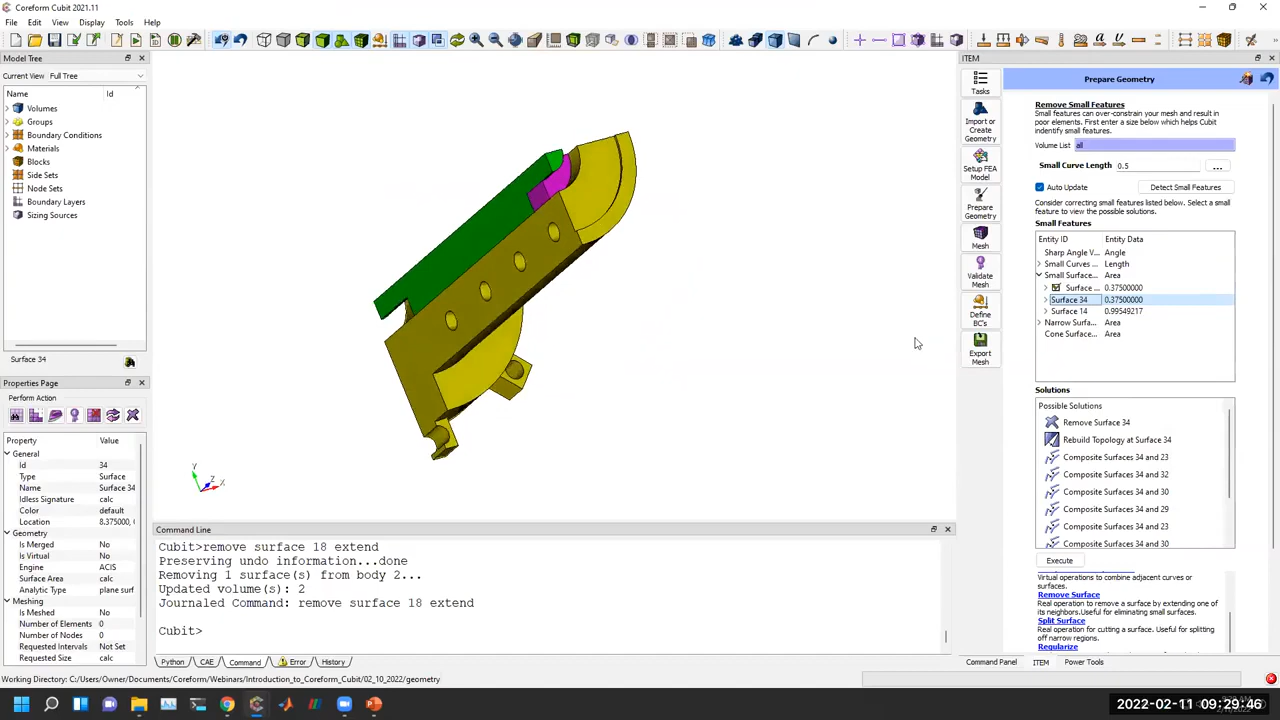 Coreform Cubit 2021.11
File Edit View Display Tools Help
Model Tree
Current View Full Tree
Name Id
Volumes
Groups
Boundary Conditions
Materials
Blocks
Side Sets
Node Sets
Boundary Layers
Sizing Sources
Surface 34
Properties Page
Perform Action
Property Value
General
Id 34
Type Surface
Name Surface 34
Idless Signature calc
Color default
Location 8.375000,
Geometry
Is Merged No
Is Virtual No
Engine ACIS
Surface Area calc
Analytic Type plane surf
Meshing
Is Meshed No
Number of Elements 0
Number of Nodes 0
Requested Intervals Not Set
Requested Size calc
Y
Z
X
Command Line
Cubit>remove surface 18 extend
Preserving undo information...done
Removing 1 surface(s) from body 2...
Updated volume(s): 2
Journaled Command: remove surface 18 extend
Cubit>
Python CAE Command Error History
Working Directory: C:/Users/Owner/Documents/Coreform/Webinars/Introduction_to_Coreform_Cubit/02_10_2022/geometry
ITEM
Tasks
Import or
Create
Geometry
Setup FEA
Model
Prepare
Geometry
Mesh
Validate
Mesh
Define
BC's
Export
Mesh
Prepare Geometry
Remove Small Features
Small features can over-constrain your mesh and result in
poor elements. First enter a size below which helps Cubit
indentify small features.
Volume List all
Small Curve Length 0.5 ...
Auto Update Detect Small Features
Consider correcting small features listed below. Select a small
feature to view the possible solutions.
Small Features
Entity ID Entity Data
Sharp Angle V... Angle
Small Curves ... Length
Small Surface... Area
Surface ... 0.37500000
Surface 34 0.37500000
Surface 14 0.99549217
Narrow Surfa... Area
Cone Surface... Area
Solutions
Possible Solutions
Remove Surface 34
Rebuild Topology at Surface 34
Composite Surfaces 34 and 23
Composite Surfaces 34 and 32
Composite Surfaces 34 and 30
Composite Surfaces 34 and 29
Composite Surfaces 34 and 23
Composite Surfaces 34 and 30
Execute
Virtual operations to combine adjacent curves or
surfaces.
Remove Surface
Real operation to remove a surface by extending one of
its neighbors.Useful for eliminating small surfaces.
Split Surface
Real operation for cutting a surface. Useful for splitting
off narrow regions.
Regularize
Command Panel ITEM Power Tools
2022-02-11 09:29:46